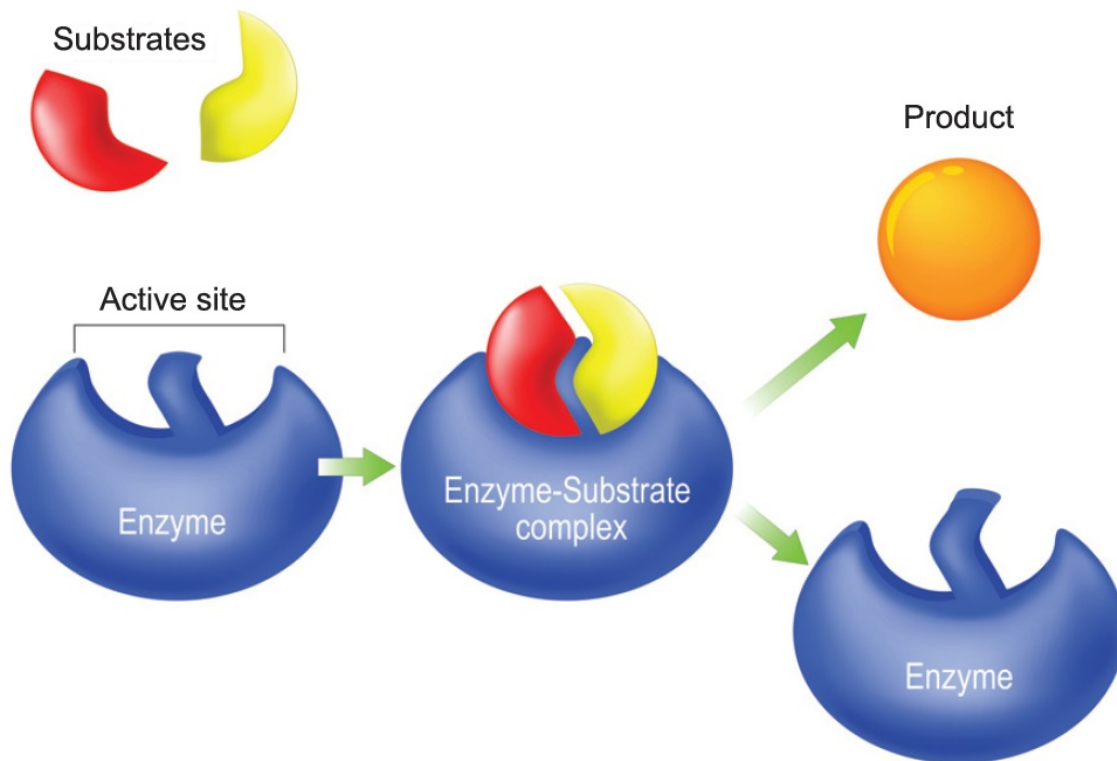 Substrates
Product
Active site
Enzyme
Enzyme-Substrate
complex
Enzyme